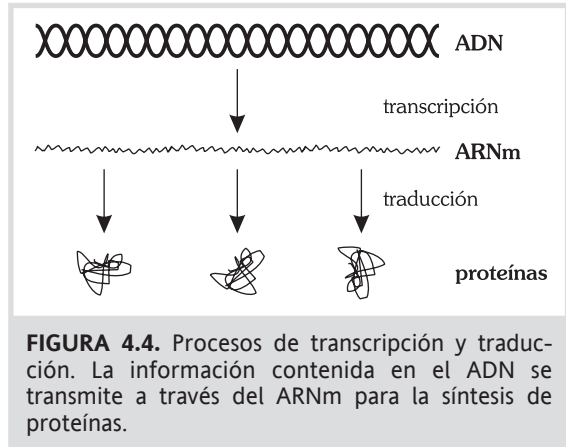 ADN
transcripción
ARNm
traducción
proteínas
FIGURA 4.4. Procesos de transcripción y traduc-
ción. La información contenida en el ADN se
transmite a través del ARNm para la síntesis de
proteínas.